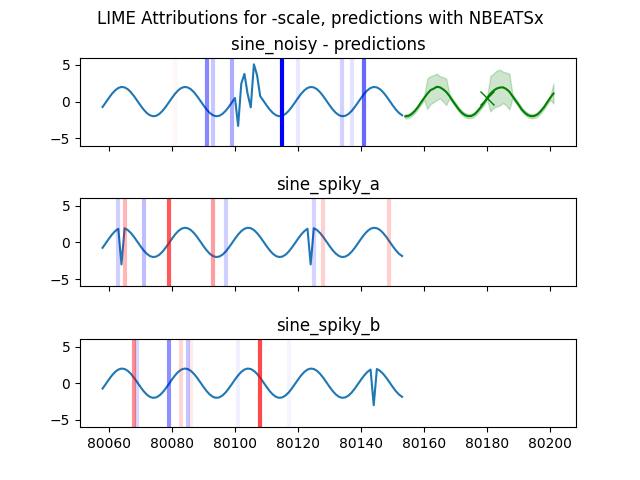 LIME Attributions for -scale, predictions with NBEATSx
sine_noisy - predictions
5
0
−5
sine_spiky_a
5
0
−5
sine_spiky_b
5
0
−5
80060 80080 80100 80120 80140 80160 80180 80200